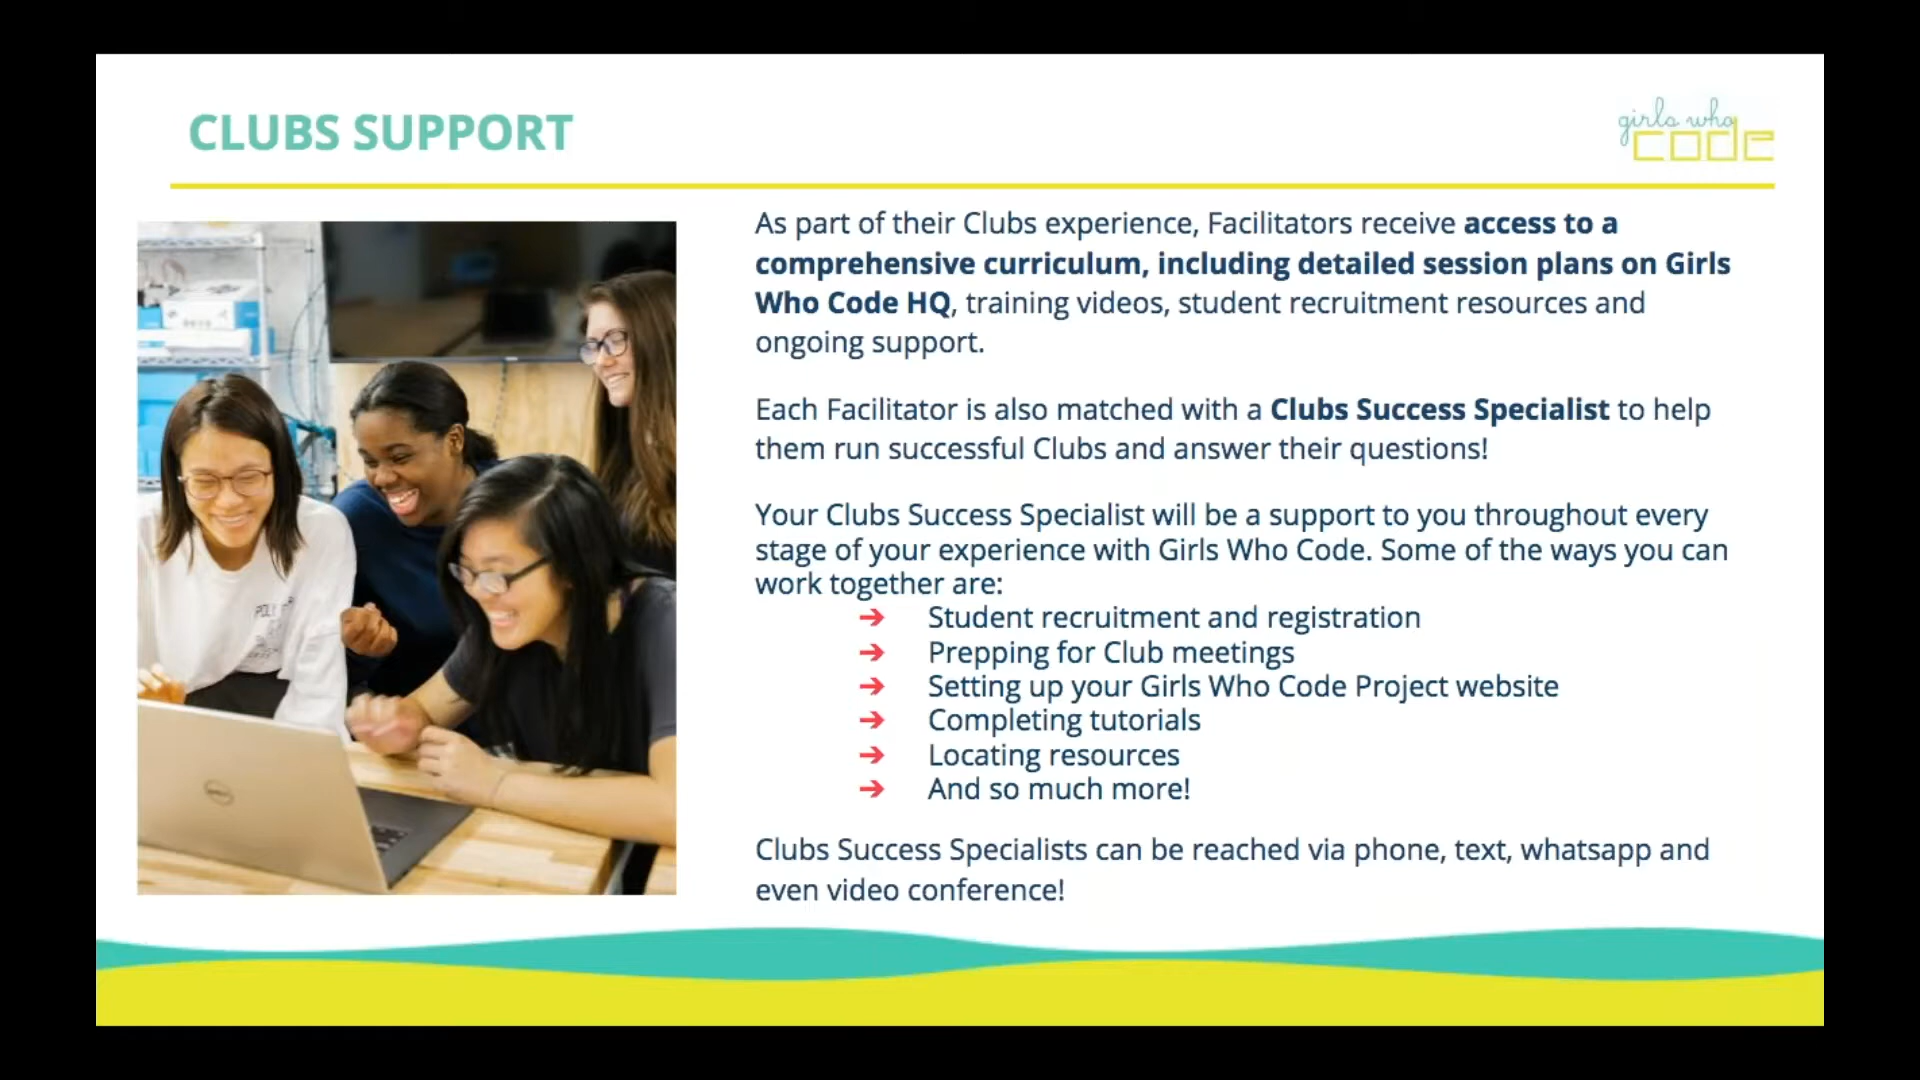 CLUBS SUPPORT
girls who
code
As part of their Clubs experience, Facilitators receive access to a
comprehensive curriculum, including detailed session plans on Girls
Who Code HQ, training videos, student recruitment resources and
ongoing support.
Each Facilitator is also matched with a Clubs Success Specialist to help
them run successful Clubs and answer their questions!
Your Clubs Success Specialist will be a support to you throughout every
stage of your experience with Girls Who Code. Some of the ways you can
work together are:
➔ Student recruitment and registration
➔ Prepping for Club meetings
➔ Setting up your Girls Who Code Project website
➔ Completing tutorials
➔ Locating resources
➔ And so much more!
Clubs Success Specialists can be reached via phone, text, whatsapp and
even video conference!
DELL